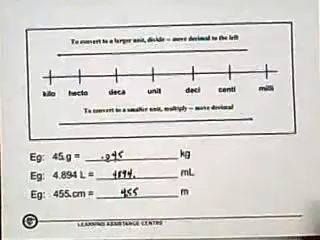 To convert to a larger unit, divide – move decimal to the left
kilo hecto deca unit deci centi milli
To convert to a smaller unit, multiply – move decimal
Eg: 45.g = .045 kg
Eg: 4.894 L = 4894. mL
Eg: 455.cm = 455 m
LEARNING ASSISTANCE CENTRE